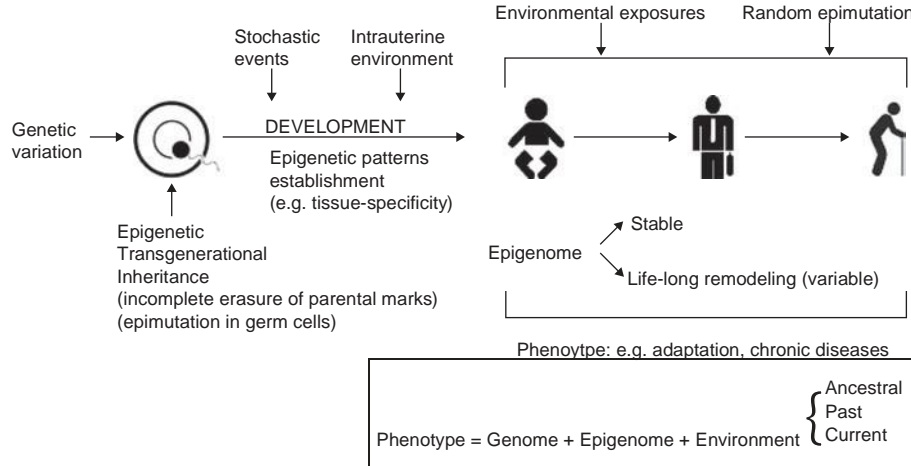 Environmental exposures
Random epimutation
Stochastic
events
Intrauterine
environment
Genetic
variation
DEVELOPMENT
Epigenetic patterns
establishment
(e.g. tissue-specificity)
Epigenetic
Transgenerational
Inheritance
(incomplete erasure of parental marks)
(epimutation in germ cells)
Epigenome
Stable
Life-long remodeling (variable)
Phenoytpe: e.g. adaptation, chronic diseases
Phenotype = Genome + Epigenome + Environment {
Ancestral
Past
Current